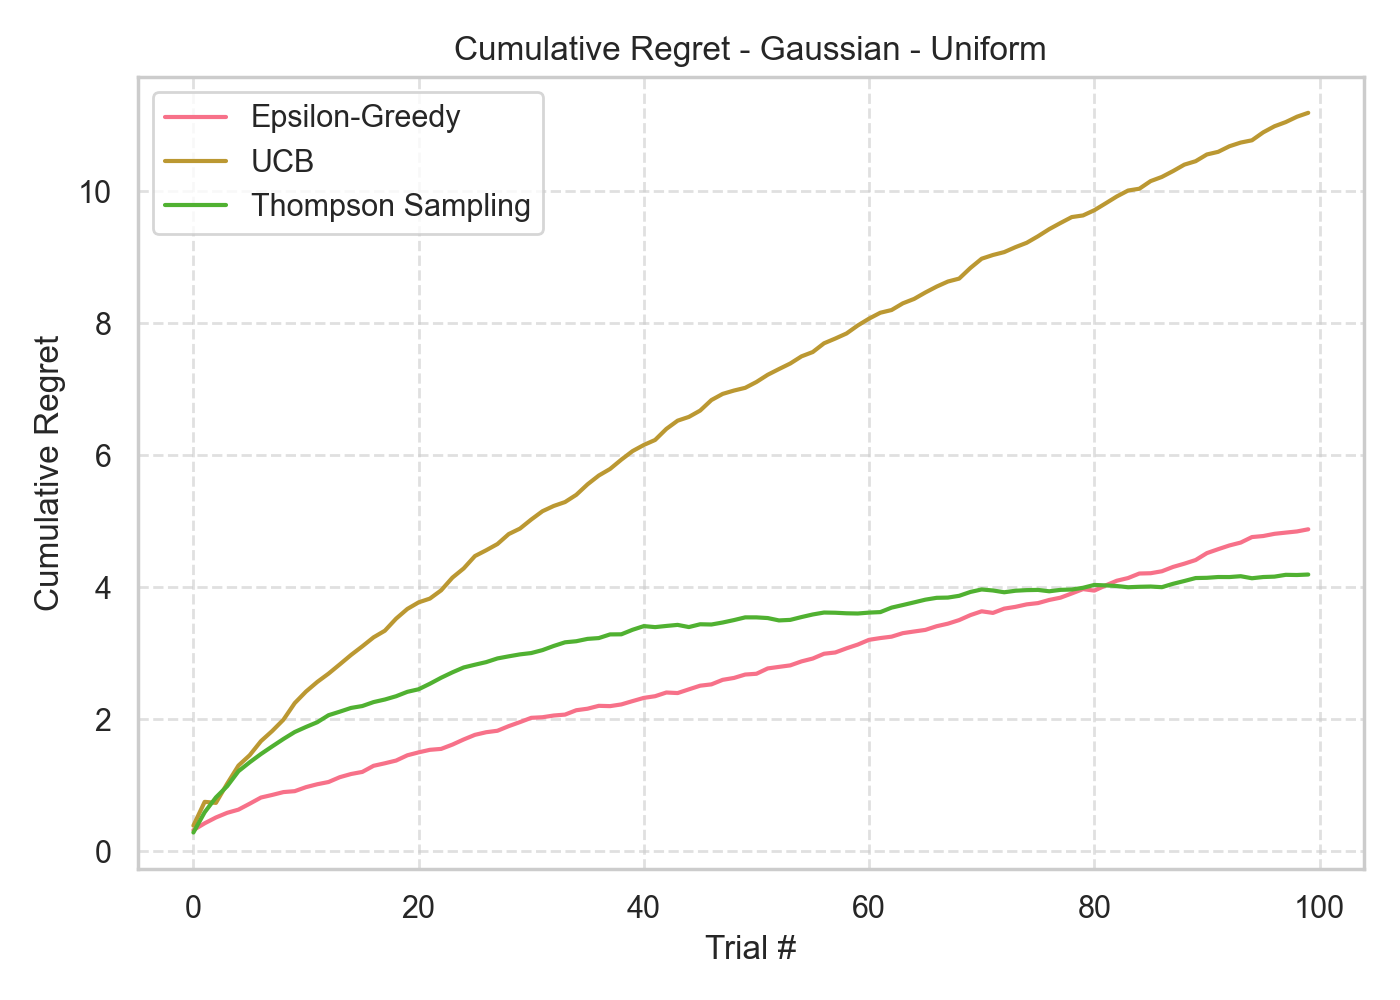 Cumulative Regret - Gaussian - Uniform
Epsilon-Greedy
UCB
Thompson Sampling
Cumulative Regret
10
8
6
4
2
0
0 20 40 60 80 100
Trial #